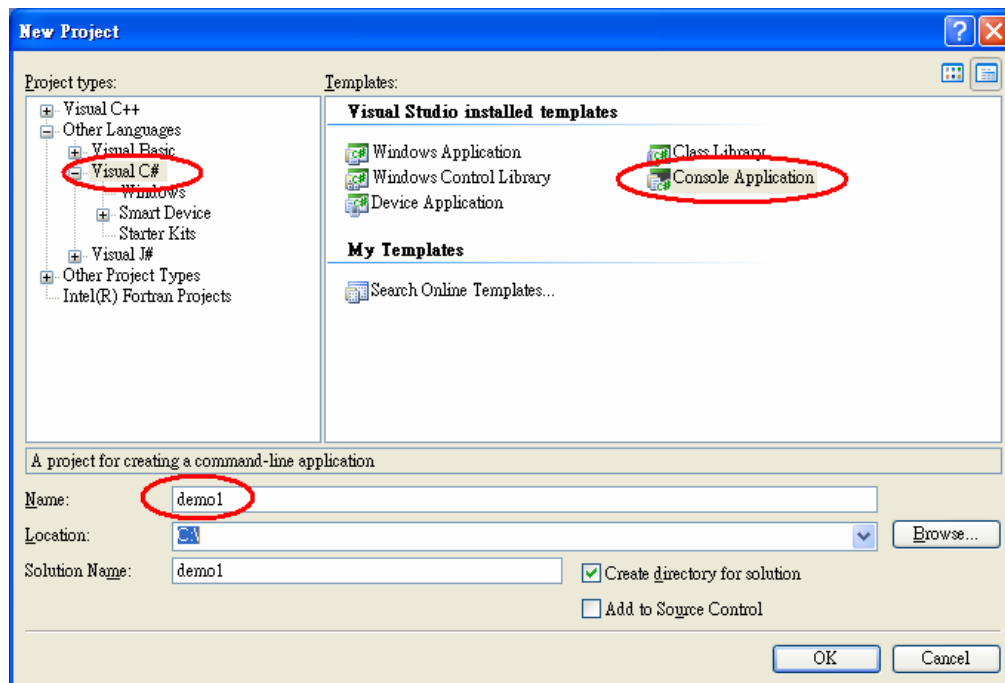 New Project
Project types:
Templates:
Visual C++
Other Languages
Visual Basic
Visual C#
Windows
Smart Device
Starter Kits
Visual J#
Other Project Types
Intel(R) Fortran Projects
Visual Studio installed templates
Windows Application
Class Library
Windows Control Library
Console Application
Device Application
My Templates
Search Online Templates...
A project for creating a command-line application
Name:
demo1
Location:
C:\
Browse...
Solution Name:
demo1
Create directory for solution
Add to Source Control
OK
Cancel